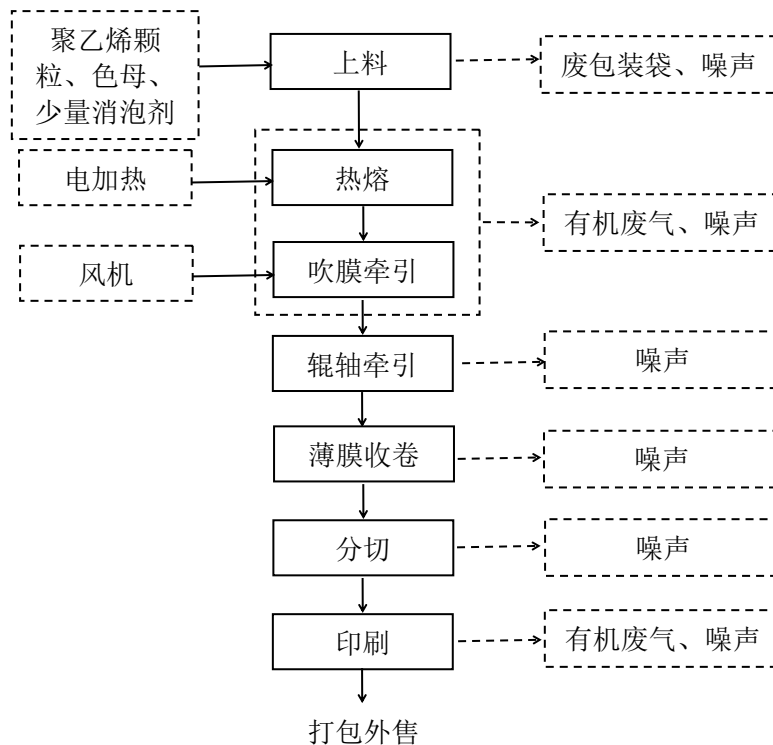 聚乙烯颗
粒、色母、
少量消泡剂
上料
废包装袋、噪声
电加热
热熔
有机废气、噪声
风机
吹膜牵引
辊轴牵引
噪声
薄膜收卷
噪声
分切
噪声
印刷
有机废气、噪声
打包外售